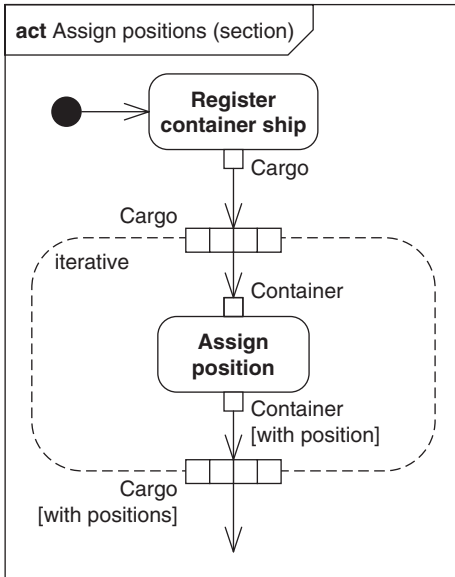 act Assign positions (section)
Register
container ship
Cargo
Cargo
iterative
Container
Assign
position
Container
[with position]
Cargo
[with positions]